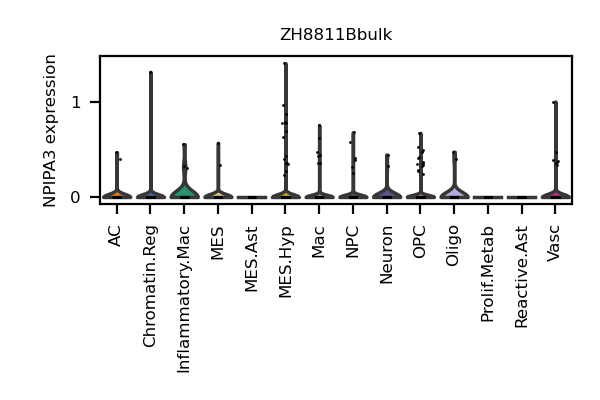 ZH8811Bbulk
NPIPA3 expression
1
0
AC
Chromatin.Reg
Inflammatory.Mac
MES
MES.Ast
MES.Hyp
Mac
NPC
Neuron
OPC
Oligo
Prolif.Metab
Reactive.Ast
Vasc